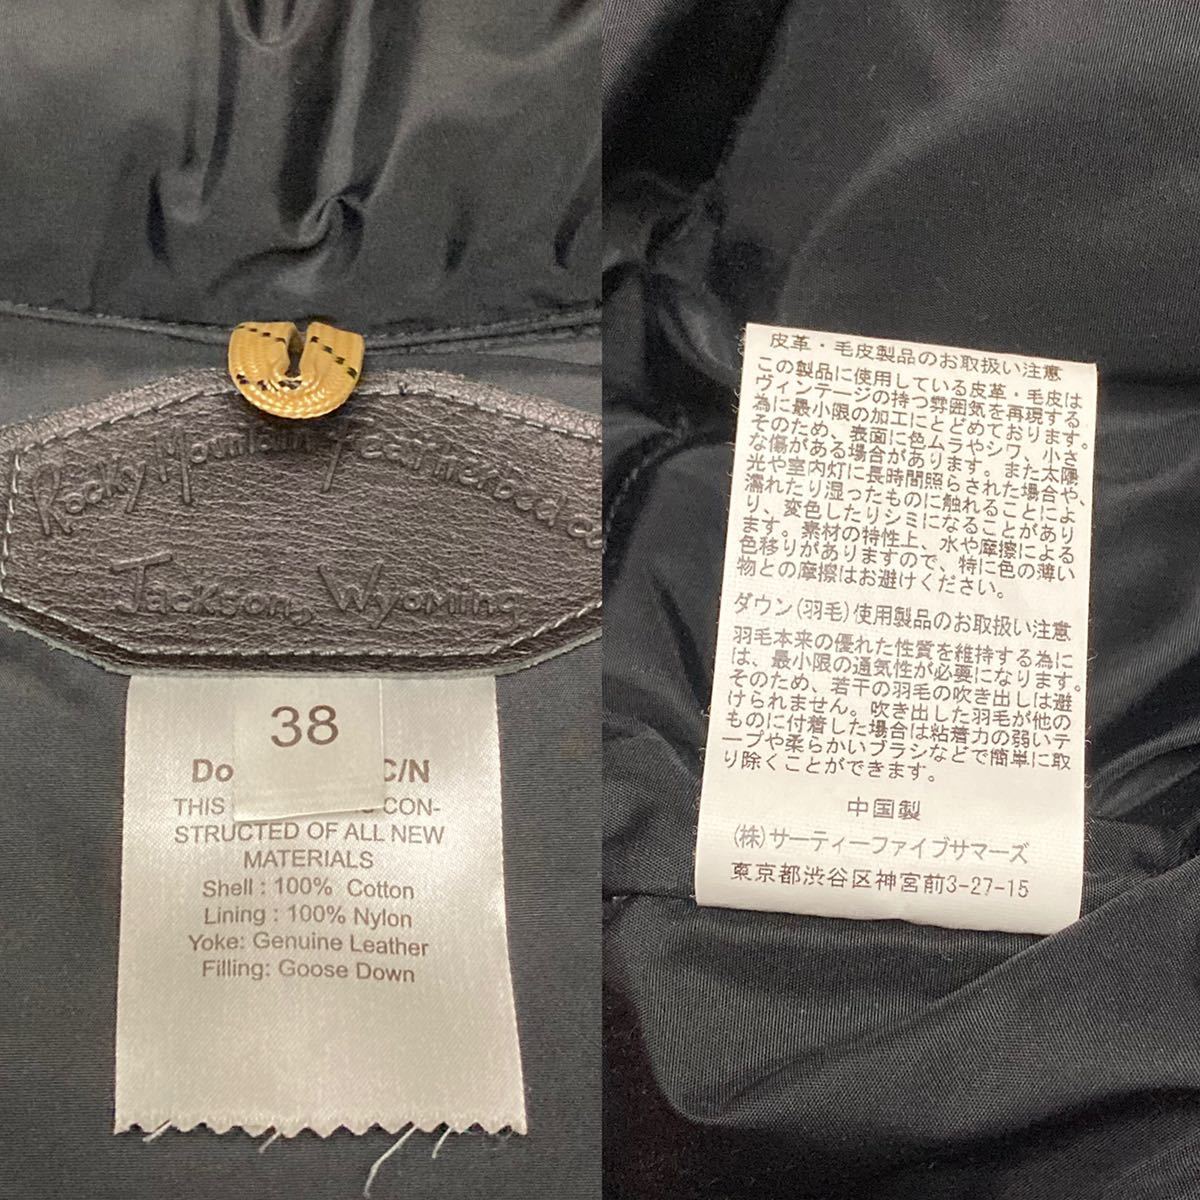 Rocky Mountain Featherbed
Jackson, Wyoming
38
Do C/N
THIS CON-
STRUCTED OF ALL NEW
MATERIALS
Shell : 100% Cotton
Lining : 100% Nylon
Yoke: Genuine Leather
Filling: Goose Down
皮革・毛皮製品のお取扱い注意
この製品に使用している皮革・毛皮は
ヴィンテージの持つ雰囲気を再現する
為に最小限の加工にとどめております。
そのため、表面に色ムラやシワ、小さ
な傷がある場合があります。また太陽
光や室内灯に長時間照らされた場合や、
濡れたり湿ったものに触れることによ
り、変色したりシミになることがあり
ます。素材の特性上、水や摩擦による
色移りがありますので、特に色の薄い
物との摩擦はお避けください。
ダウン(羽毛)使用製品のお取扱い注意
羽毛本来の優れた性質を維持する為に
は、最小限の通気性が必要になります。
そのため、若干の羽毛の吹き出しは避
けられません。吹き出した羽毛が他の
ものに付着した場合は粘着力の弱いテ
ープや柔らかいブラシなどで簡単に取
り除くことができます。
中国製
(株)サーティーファイブサマーズ
東京都渋谷区神宮前3-27-15